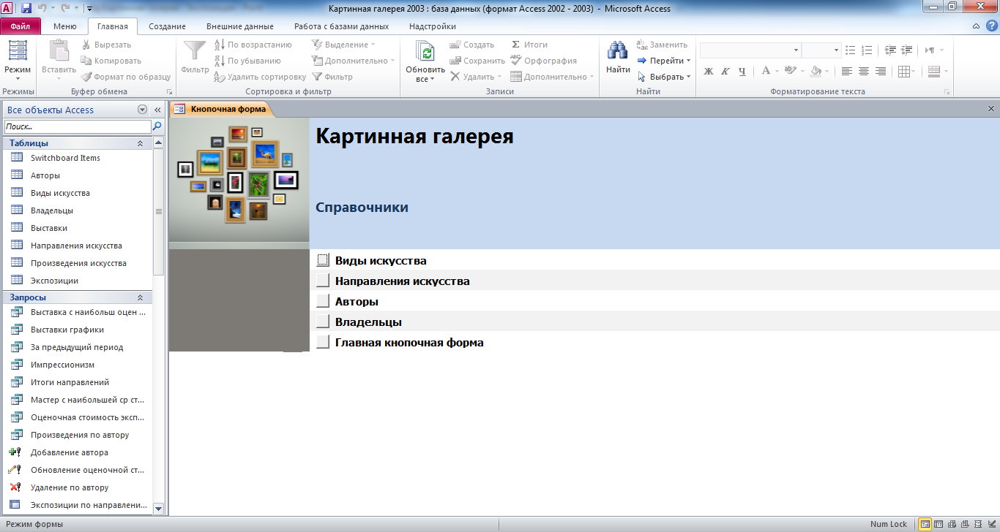 Картинная галерея 2003 : база данных (формат Access 2002 - 2003) - Microsoft Access
Файл Меню Главная Создание Внешние данные Работа с базами данных Надстройки
Режим
Режимы
Вставить
Вырезать
Копировать
Формат по образцу
Буфер обмена
Фильтр
По возрастанию
По убыванию
Удалить сортировку
Выделение
Дополнительно
Фильтр
Сортировка и фильтр
Обновить все
Создать
Сохранить
Удалить
Итоги
Орфография
Дополнительно
Записи
Найти
Заменить
Перейти
Выбрать
Найти
Ж К Ч А
Форматирование текста
Все объекты Access
Поиск...
Таблицы
Switchboard Items
Авторы
Виды искусства
Владельцы
Выставки
Направления искусства
Произведения искусства
Экспозиции
Запросы
Выставка с наибольш оцен ...
Выставки графики
За предыдущий период
Импрессионизм
Итоги направлений
Мастер с наибольшей ср ст...
Оценочная стоимость эксп...
Произведения по автору
Добавление автора
Обновление оценочной ст...
Удаление по автору
Экспозиции по направлени...
Кнопочная форма
Картинная галерея
Справочники
Виды искусства
Направления искусства
Авторы
Владельцы
Главная кнопочная форма
Режим формы
Num Lock